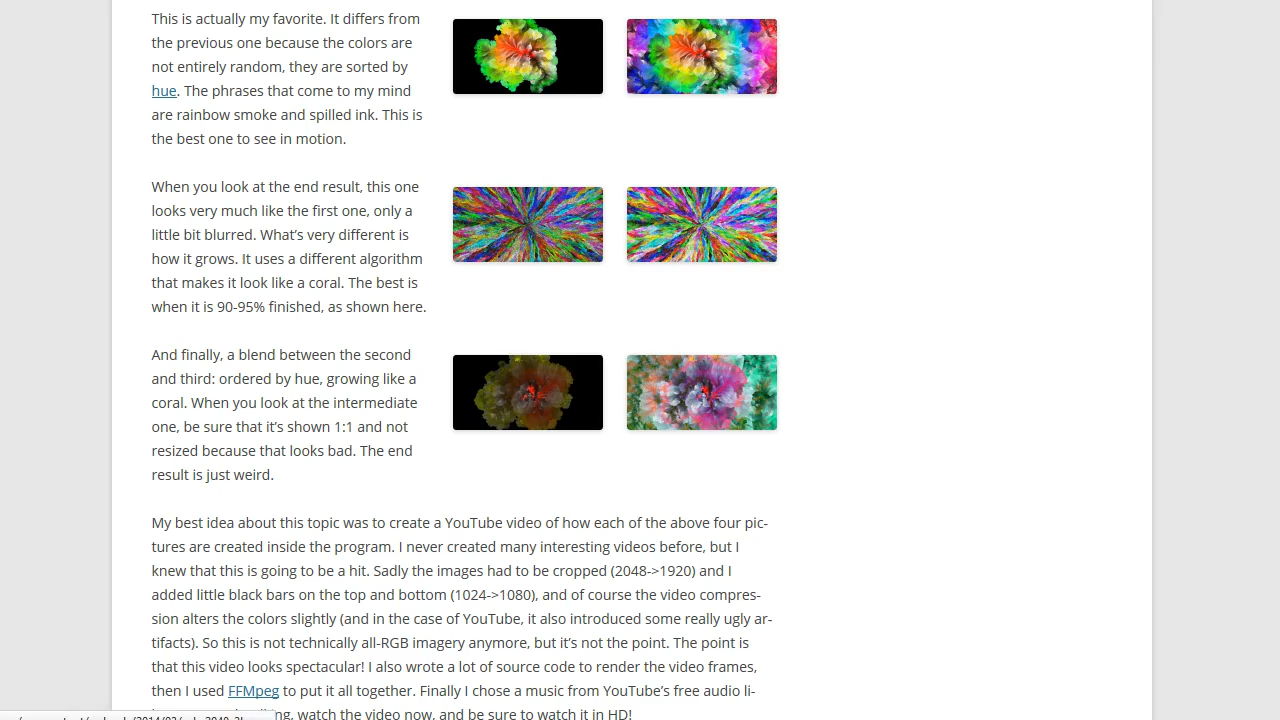 This is actually my favorite. It differs from
the previous one because the colors are
not entirely random, they are sorted by
hue. The phrases that come to my mind
are rainbow smoke and spilled ink. This is
the best one to see in motion.
When you look at the end result, this one
looks very much like the first one, only a
little bit blurred. What’s very different is
how it grows. It uses a different algorithm
that makes it look like a coral. The best is
when it is 90-95% finished, as shown here.
And finally, a blend between the second
and third: ordered by hue, growing like a
coral. When you look at the intermediate
one, be sure that it’s shown 1:1 and not
resized because that looks bad. The end
result is just weird.
My best idea about this topic was to create a YouTube video of how each of the above four pic-
tures are created inside the program. I never created many interesting videos before, but I
knew that this is going to be a hit. Sadly the images had to be cropped (2048->1920) and I
added little black bars on the top and bottom (1024->1080), and of course the video compres-
sion alters the colors slightly (and in the case of YouTube, it also introduced some really ugly ar-
tifacts). So this is not technically all-RGB imagery anymore, but it’s not the point. The point is
that this video looks spectacular! I also wrote a lot of source code to render the video frames,
then I used FFMpeg to put it all together. Finally I chose a music from YouTube’s free audio li-
watch the video now, and be sure to watch it in HD!